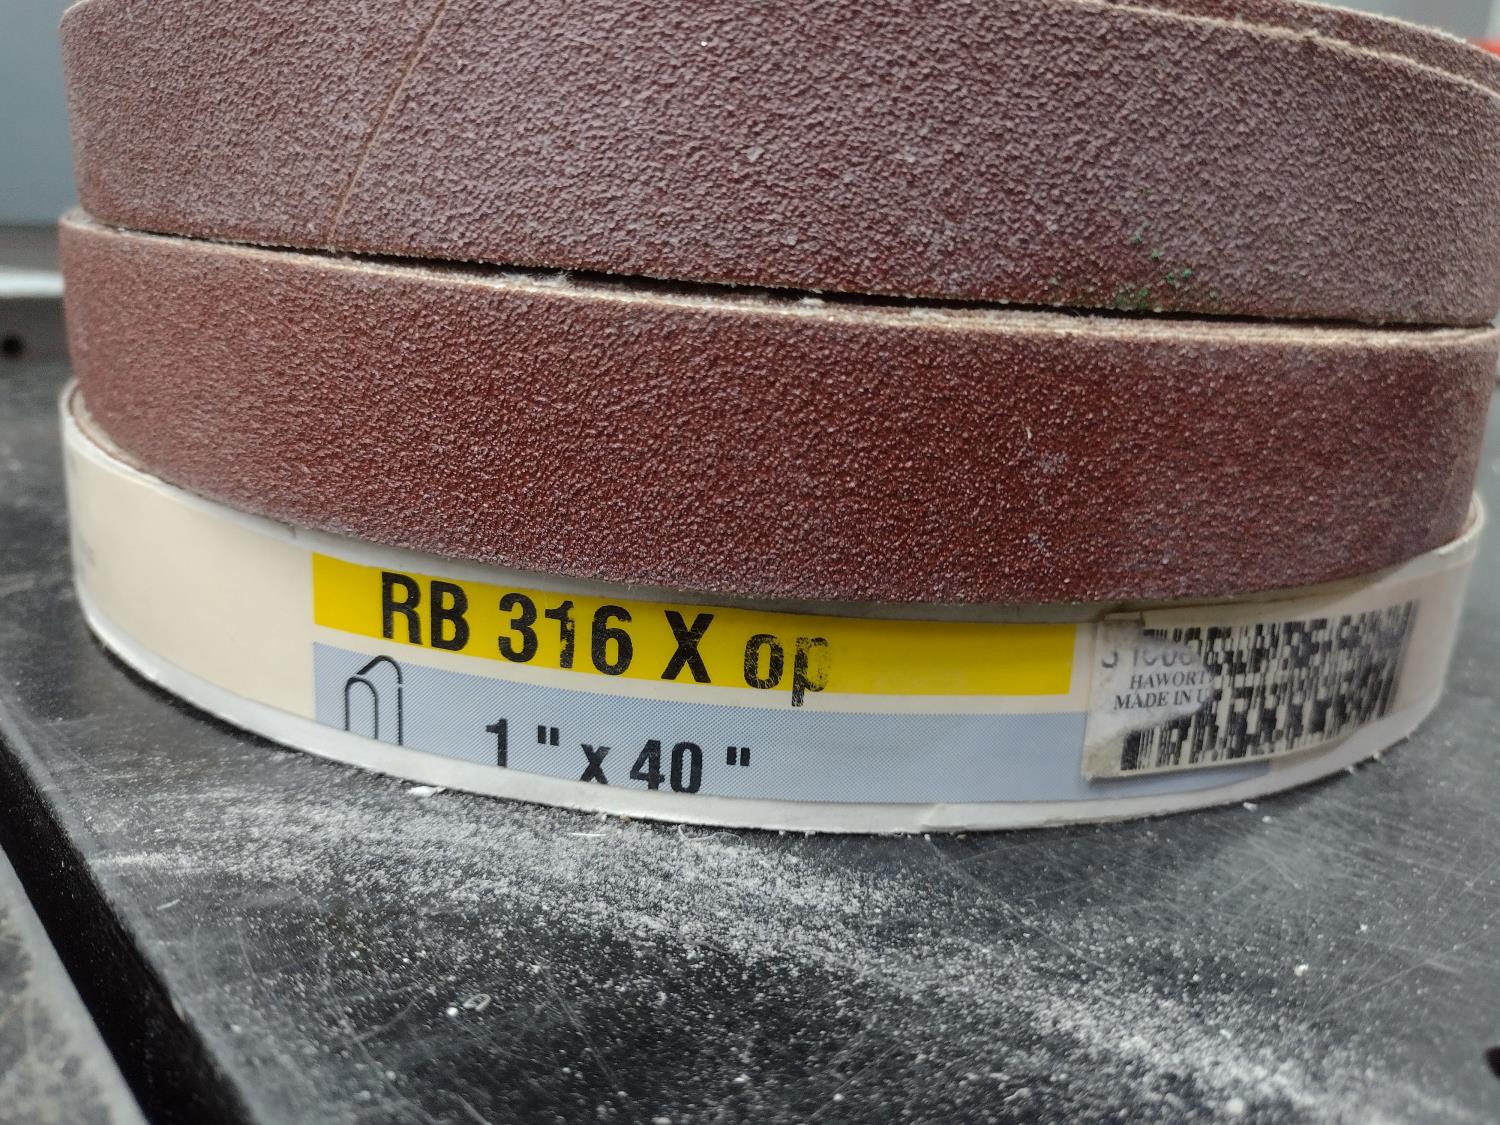 RB 316 X op
1 " x 40 "
HAWORT
MADE IN U